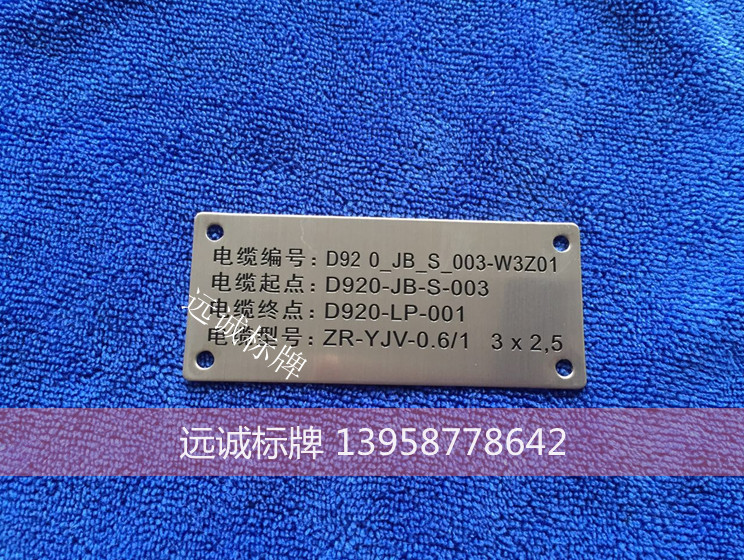 电缆编号: D92 0_JB_S_003-W3Z01
电缆起点: D920-JB-S-003
电缆终点: D920-LP-001
电缆型号: ZR-YJV-0.6/1 3 x 2,5
远诚标牌
远诚标牌 13958778642